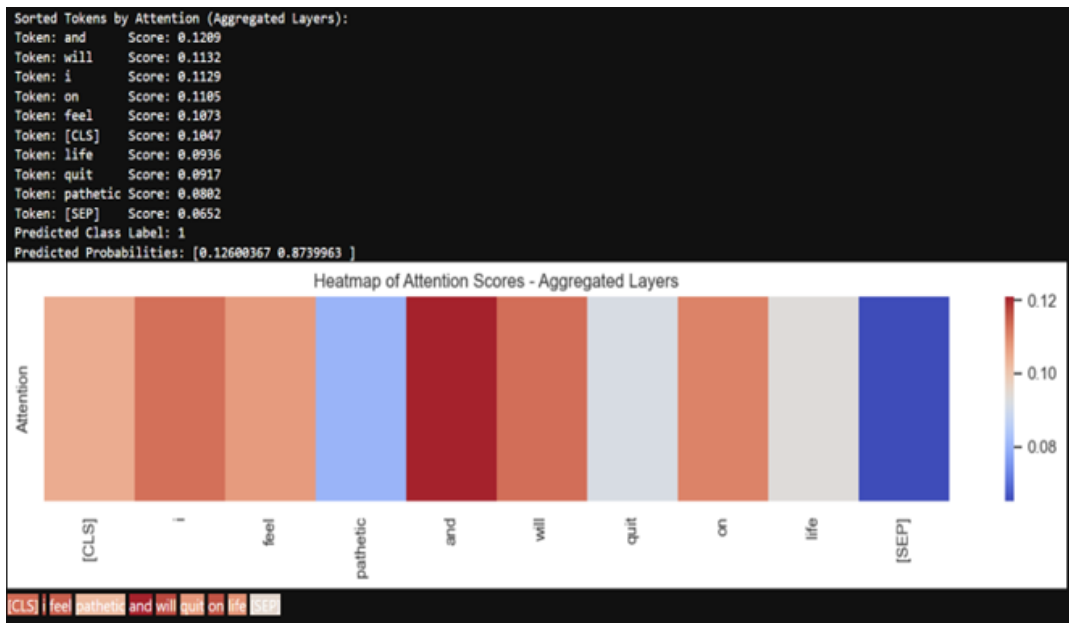 Sorted Tokens by Attention (Aggregated Layers):
Token: and Score: 0.1209
Token: will Score: 0.1132
Token: i Score: 0.1129
Token: on Score: 0.1105
Token: feel Score: 0.1073
Token: [CLS] Score: 0.1047
Token: life Score: 0.0936
Token: quit Score: 0.0917
Token: pathetic Score: 0.0802
Token: [SEP] Score: 0.0652
Predicted Class Label: 1
Predicted Probabilities: [0.12600367 0.8739963 ]
Heatmap of Attention Scores - Aggregated Layers
Attention
0.12
0.10
0.08
[CLS] i feel pathetic and will quit on life [SEP]
[CLS] i feel pathetic and will quit on life [SEP]